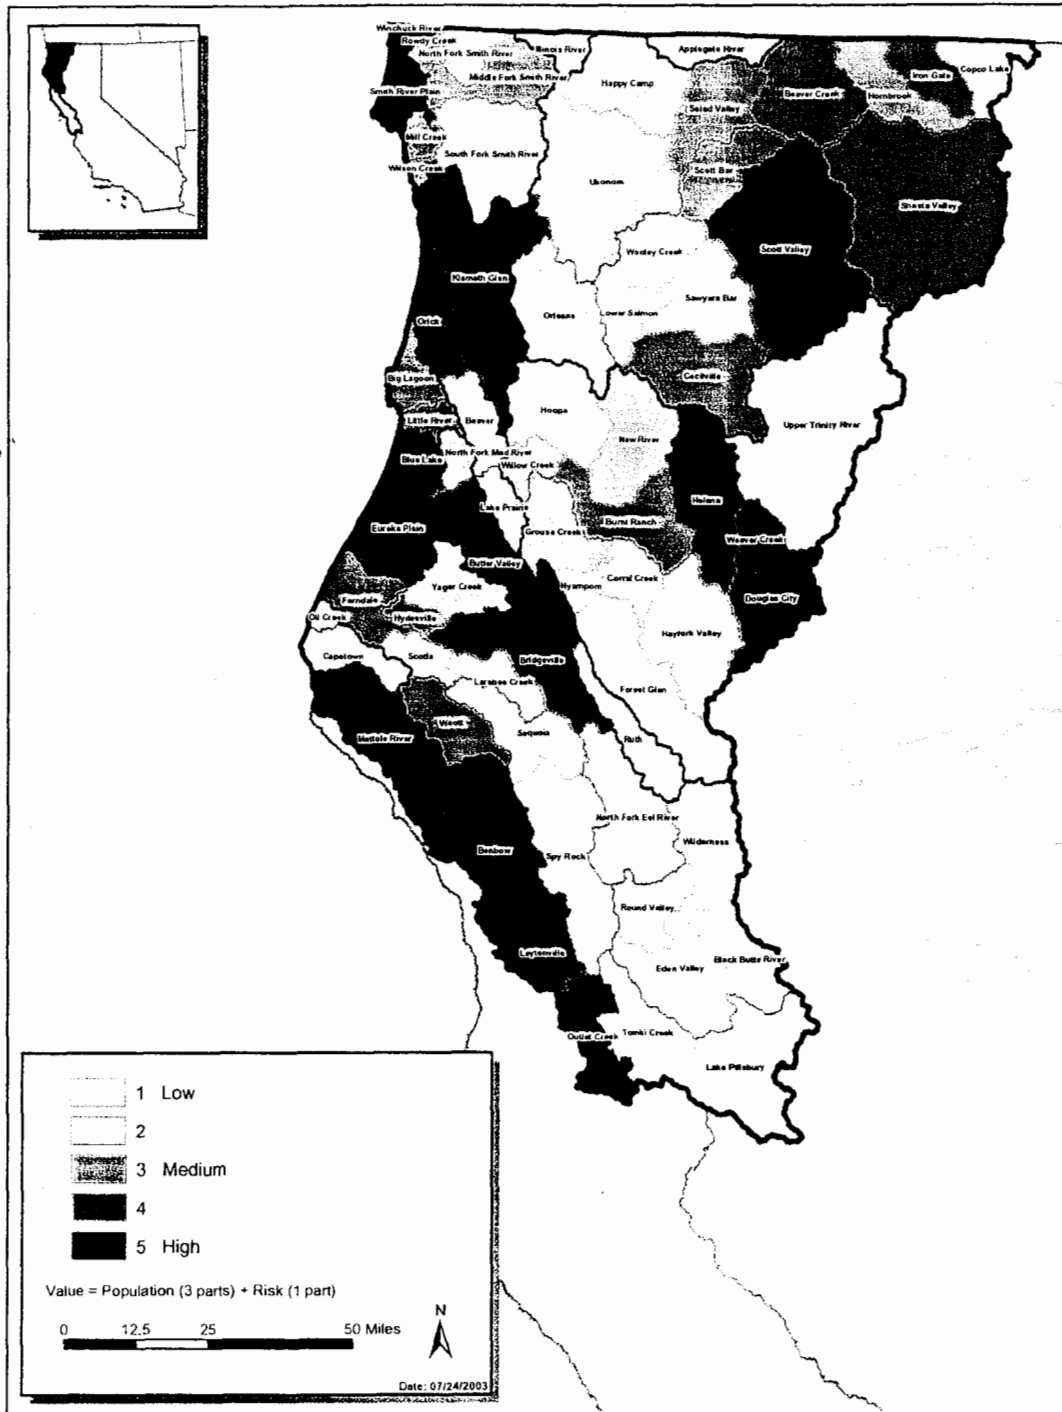 Winchuck River
Rowdy Creek
North Fork Smith River
Illinois River
Applegate River
Middle Fork Smith River
Happy Camp
Beaver Creek
Iron Gate
Copco Lake
Hornbrook
Smith River Plain
Seiad Valley
Mill Creek
South Fork Smith River
Wilson Creek
Scott Bar
Ukonom
Shasta Valley
Wooley Creek
Scott Valley
Klamath Glen
Sawyers Bar
Orleans
Lower Salmon
Orick
Big Lagoon
Cecilville
Little River
Beaver
Hoopa
Upper Trinity River
New River
Blue Lake
North Fork Mad River
Willow Creek
Helena
Lake Prairie
Eureka Plain
Grouse Creek
Burnt Ranch
Weaver Creek
Butler Valley
Yager Creek
Hyampom
Corral Creek
Ferndale
Douglas City
Oil Creek
Hydesville
Hayfork Valley
Capetown
Scotia
Bridgeville
Larabee Creek
Forest Glen
Weott
Mattole River
Sequoia
Ruth
North Fork Eel River
Wilderness
Benbow
Spy Rock
Round Valley
Laytonville
Eden Valley
Black Butte River
Outlet Creek
Tomki Creek
Lake Pillsbury
1 Low
2
3 Medium
4
5 High
Value = Population (3 parts) + Risk (1 part)
N
0 12.5 25 50 Miles
Date: 07/24/2003